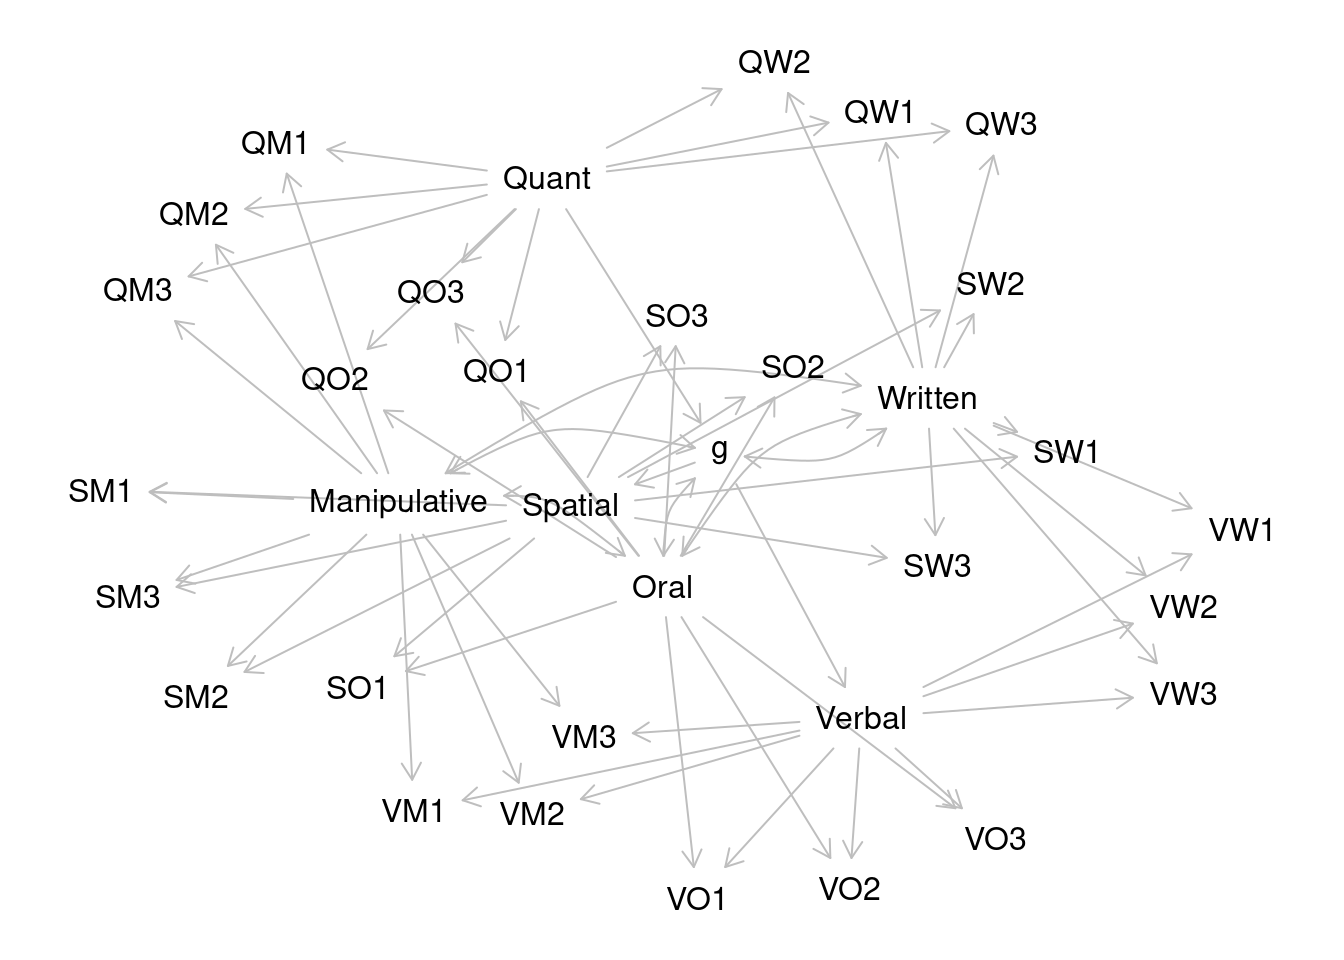 QW2
QW1
QW3
QM1
Quant
QM2
QM3
QO3
SW2
SO3
QO2
QO1
SO2
Written
g
SW1
SM1
Manipulative
Spatial
VW1
SW3
Oral
SM3
VW2
SM2
SO1
VW3
Verbal
VM3
VM1
VM2
VO3
VO1
VO2